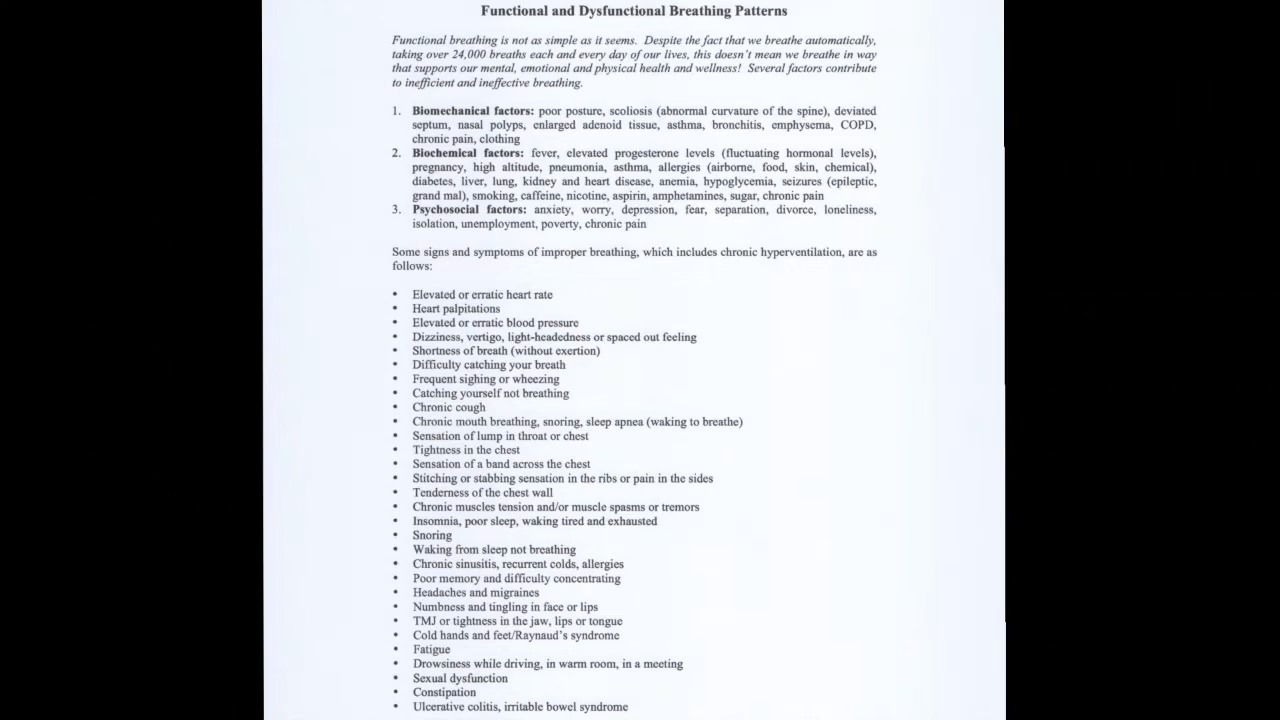 Functional and Dysfunctional Breathing Patterns
Functional breathing is not as simple as it seems. Despite the fact that we breathe automatically,
taking over 24,000 breaths each and every day of our lives, this doesn't mean we breathe in way
that supports our mental, emotional and physical health and wellness! Several factors contribute
to inefficient and ineffective breathing.
1. Biomechanical factors: poor posture, scoliosis (abnormal curvature of the spine), deviated
septum, nasal polyps, enlarged adenoid tissue, asthma, bronchitis, emphysema, COPD,
chronic pain, clothing
2. Biochemical factors: fever, elevated progesterone levels (fluctuating hormonal levels),
pregnancy, high altitude, pneumonia, asthma, allergies (airborne, food, skin, chemical),
diabetes, liver, lung, kidney and heart disease, anemia, hypoglycemia, seizures (epileptic,
grand mal), smoking, caffeine, nicotine, aspirin, amphetamines, sugar, chronic pain
3. Psychosocial factors: anxiety, worry, depression, fear, separation, divorce, loneliness,
isolation, unemployment, poverty, chronic pain
Some signs and symptoms of improper breathing, which includes chronic hyperventilation, are as
follows:
• Elevated or erratic heart rate
• Heart palpitations
• Elevated or erratic blood pressure
• Dizziness, vertigo, light-headedness or spaced out feeling
• Shortness of breath (without exertion)
• Difficulty catching your breath
• Frequent sighing or wheezing
• Catching yourself not breathing
• Chronic cough
• Chronic mouth breathing, snoring, sleep apnea (waking to breathe)
• Sensation of lump in throat or chest
• Tightness in the chest
• Sensation of a band across the chest
• Stitching or stabbing sensation in the ribs or pain in the sides
• Tenderness of the chest wall
• Chronic muscles tension and/or muscle spasms or tremors
• Insomnia, poor sleep, waking tired and exhausted
• Snoring
• Waking from sleep not breathing
• Chronic sinusitis, recurrent colds, allergies
• Poor memory and difficulty concentrating
• Headaches and migraines
• Numbness and tingling in face or lips
• TMJ or tightness in the jaw, lips or tongue
• Cold hands and feet/Raynaud's syndrome
• Fatigue
• Drowsiness while driving, in warm room, in a meeting
• Sexual dysfunction
• Constipation
• Ulcerative colitis, irritable bowel syndrome